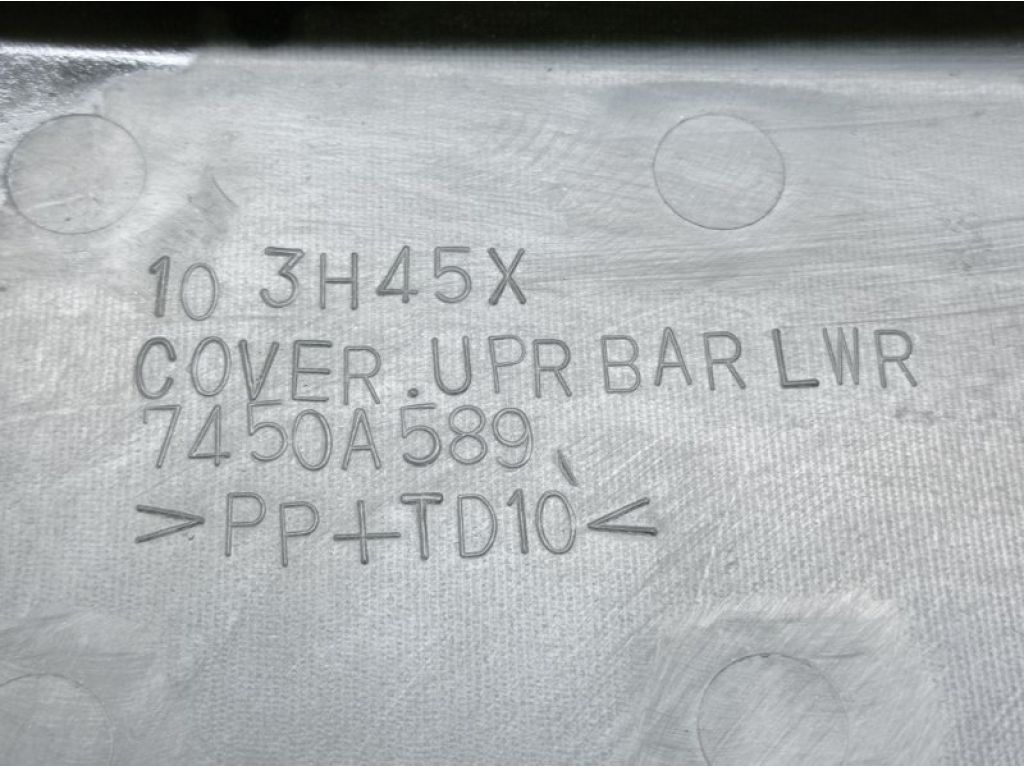 10 3H45X
COVER.UPR BAR LWR
7450A589
>PP+TD10<